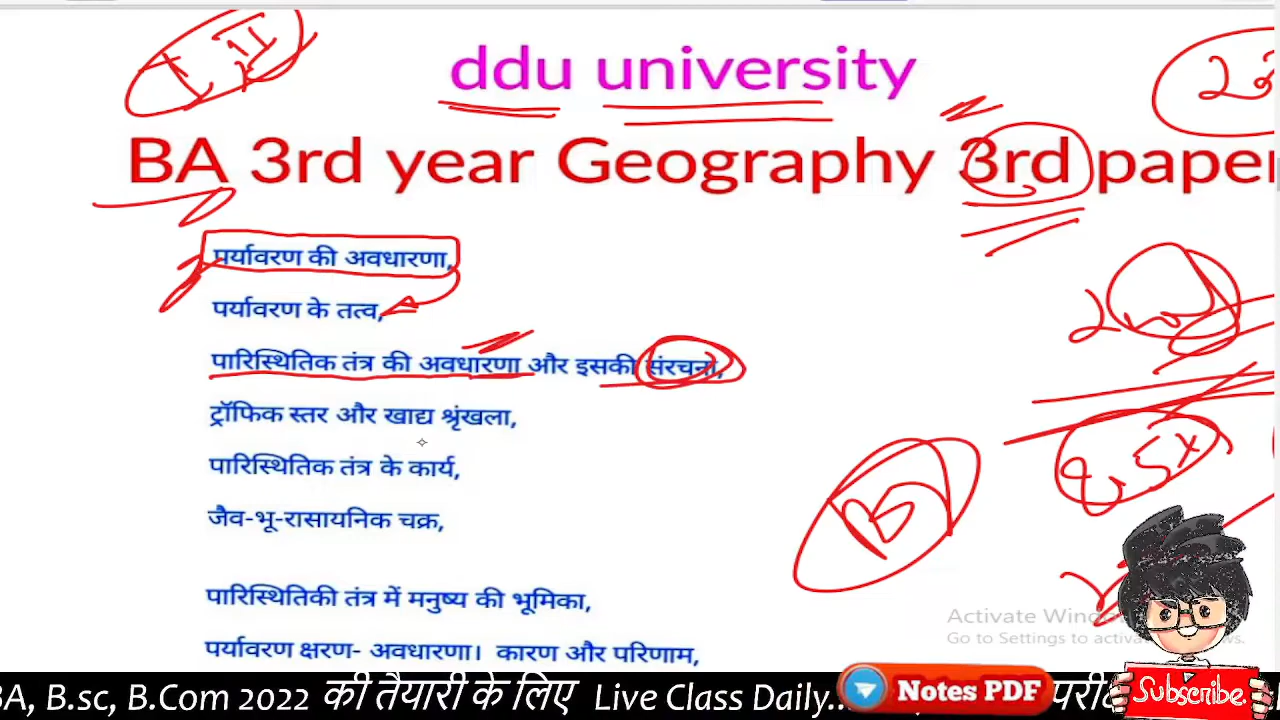 I, II
ddu university
BA 3rd year Geography 3rd paper
पर्यावरण की अवधारणा,
पर्यावरण के तत्व,
पारिस्थितिक तंत्र की अवधारणा और इसकी संरचना,
ट्रॉफिक स्तर और खाद्य श्रृंखला,
पारिस्थितिक तंत्र के कार्य,
जैव-भू-रासायनिक चक्र,
पारिस्थितिकी तंत्र में मनुष्य की भूमिका,
पर्यावरण क्षरण- अवधारणा। कारण और परिणाम,
Activate Windows
Go to Settings to activate Windows.
BA, B.sc, B.Com 2022 की तैयारी के लिए Live Class Daily..
Notes PDF
Subscribe